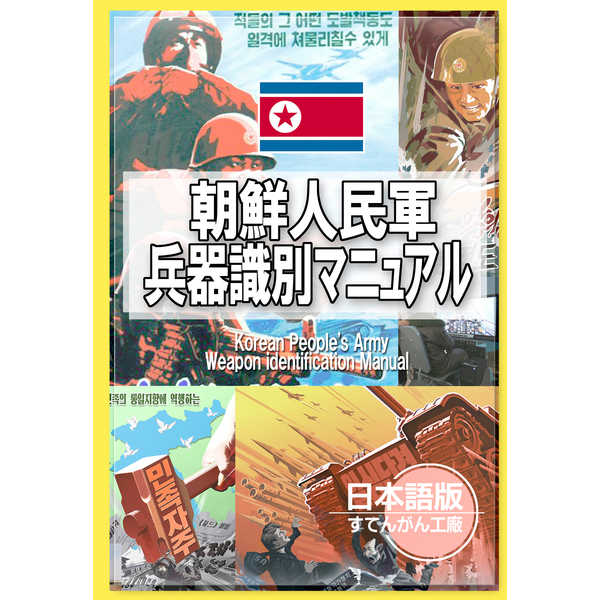 적들의 그 어떤 도발책동도
일격에 쳐물리칠수 있게
朝鮮人民軍
兵器識別マニュアル
Korean People's Army
Weapon identification Manual
민족의 통일지향에 역행하는
민족자주
日本語版
すてんがん工廠